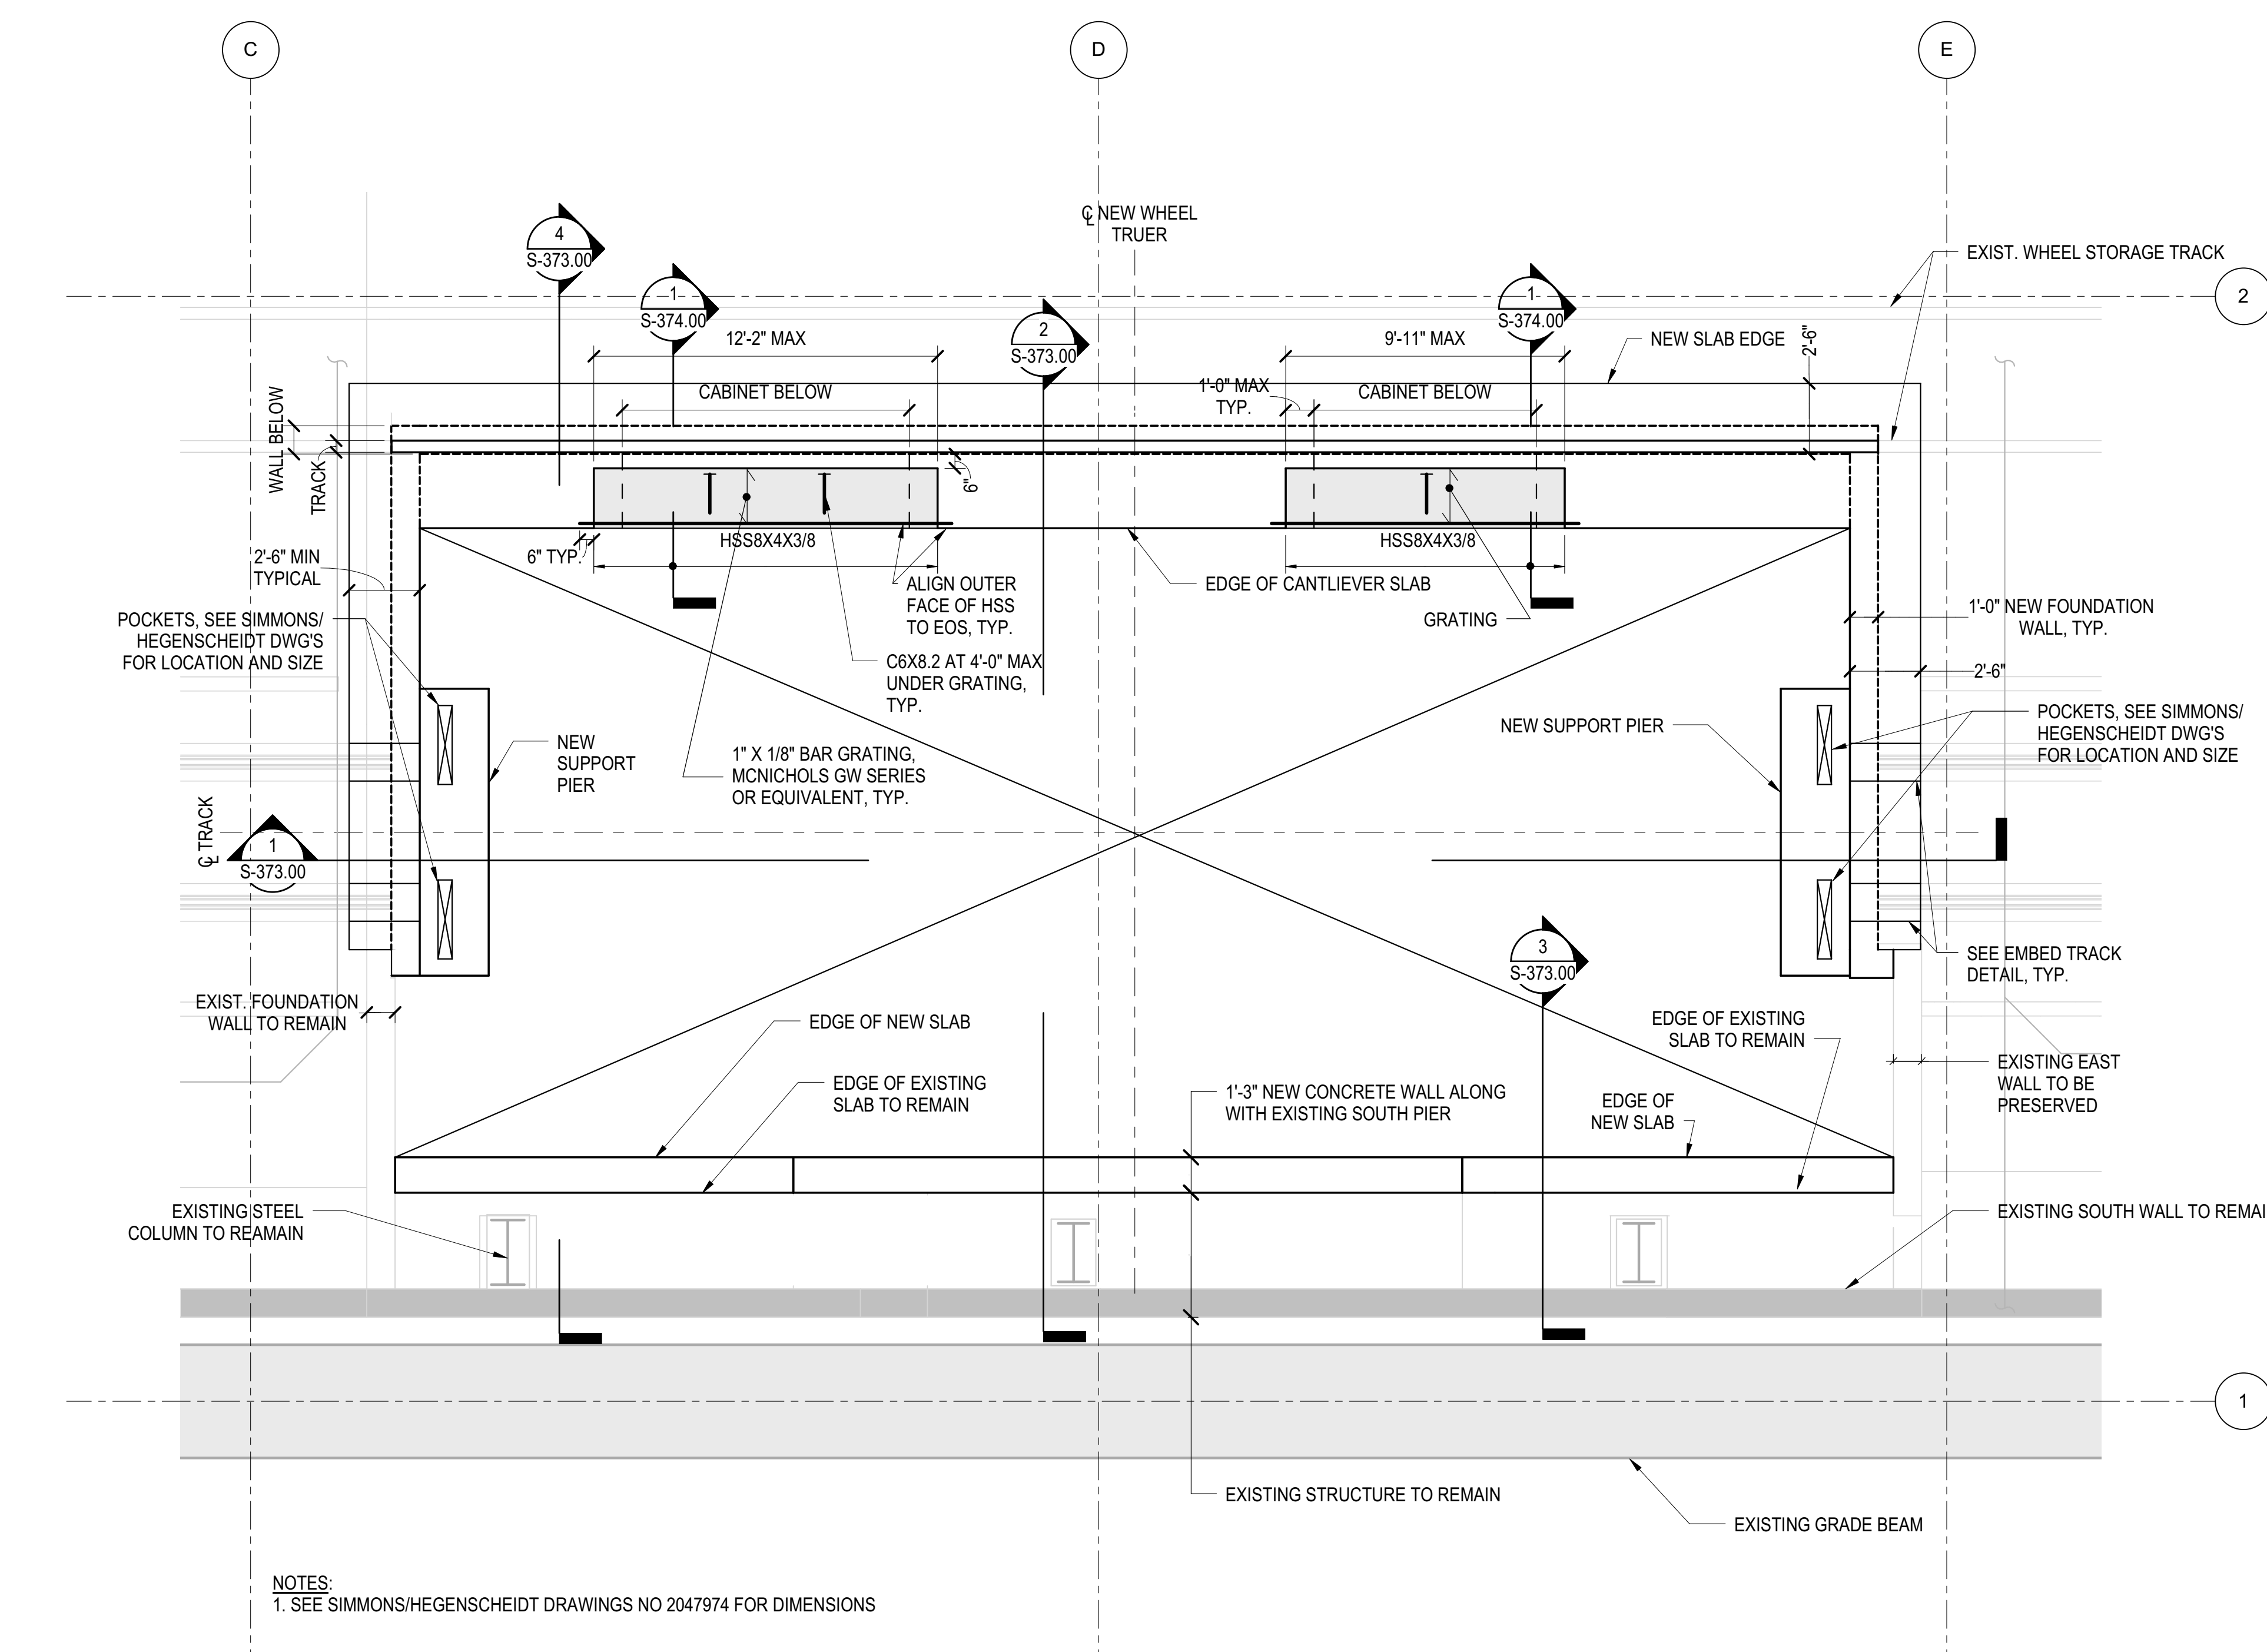 C
D
E
℄ NEW WHEEL
TRUER
4
S-373.00
1
S-374.00
2
S-373.00
1
S-374.00
EXIST. WHEEL STORAGE TRACK
2
12'-2" MAX
9'-11" MAX
NEW SLAB EDGE
2'-6"
CABINET BELOW
1'-0" MAX
TYP.
CABINET BELOW
WALL BELOW
TRACK
6"
HSS8X4X3/8
HSS8X4X3/8
6" TYP.
2'-6" MIN
TYPICAL
ALIGN OUTER
FACE OF HSS
TO EOS, TYP.
EDGE OF CANTLIEVER SLAB
GRATING
1'-0" NEW FOUNDATION
WALL, TYP.
POCKETS, SEE SIMMONS/
HEGENSCHEIDT DWG'S
FOR LOCATION AND SIZE
C6X8.2 AT 4'-0" MAX
UNDER GRATING,
TYP.
2'-6"
NEW SUPPORT PIER
POCKETS, SEE SIMMONS/
HEGENSCHEIDT DWG'S
FOR LOCATION AND SIZE
NEW
SUPPORT
PIER
1" X 1/8" BAR GRATING,
MCNICHOLS GW SERIES
OR EQUIVALENT, TYP.
℄ TRACK
1
S-373.00
3
S-373.00
SEE EMBED TRACK
DETAIL, TYP.
EXIST. FOUNDATION
WALL TO REMAIN
EDGE OF NEW SLAB
EDGE OF EXISTING
SLAB TO REMAIN
EDGE OF EXISTING
SLAB TO REMAIN
1'-3" NEW CONCRETE WALL ALONG
WITH EXISTING SOUTH PIER
EDGE OF
NEW SLAB
EXISTING EAST
WALL TO BE
PRESERVED
EXISTING STEEL
COLUMN TO REAMAIN
EXISTING SOUTH WALL TO REMAI
1
EXISTING STRUCTURE TO REMAIN
EXISTING GRADE BEAM
NOTES:
1. SEE SIMMONS/HEGENSCHEIDT DRAWINGS NO 2047974 FOR DIMENSIONS